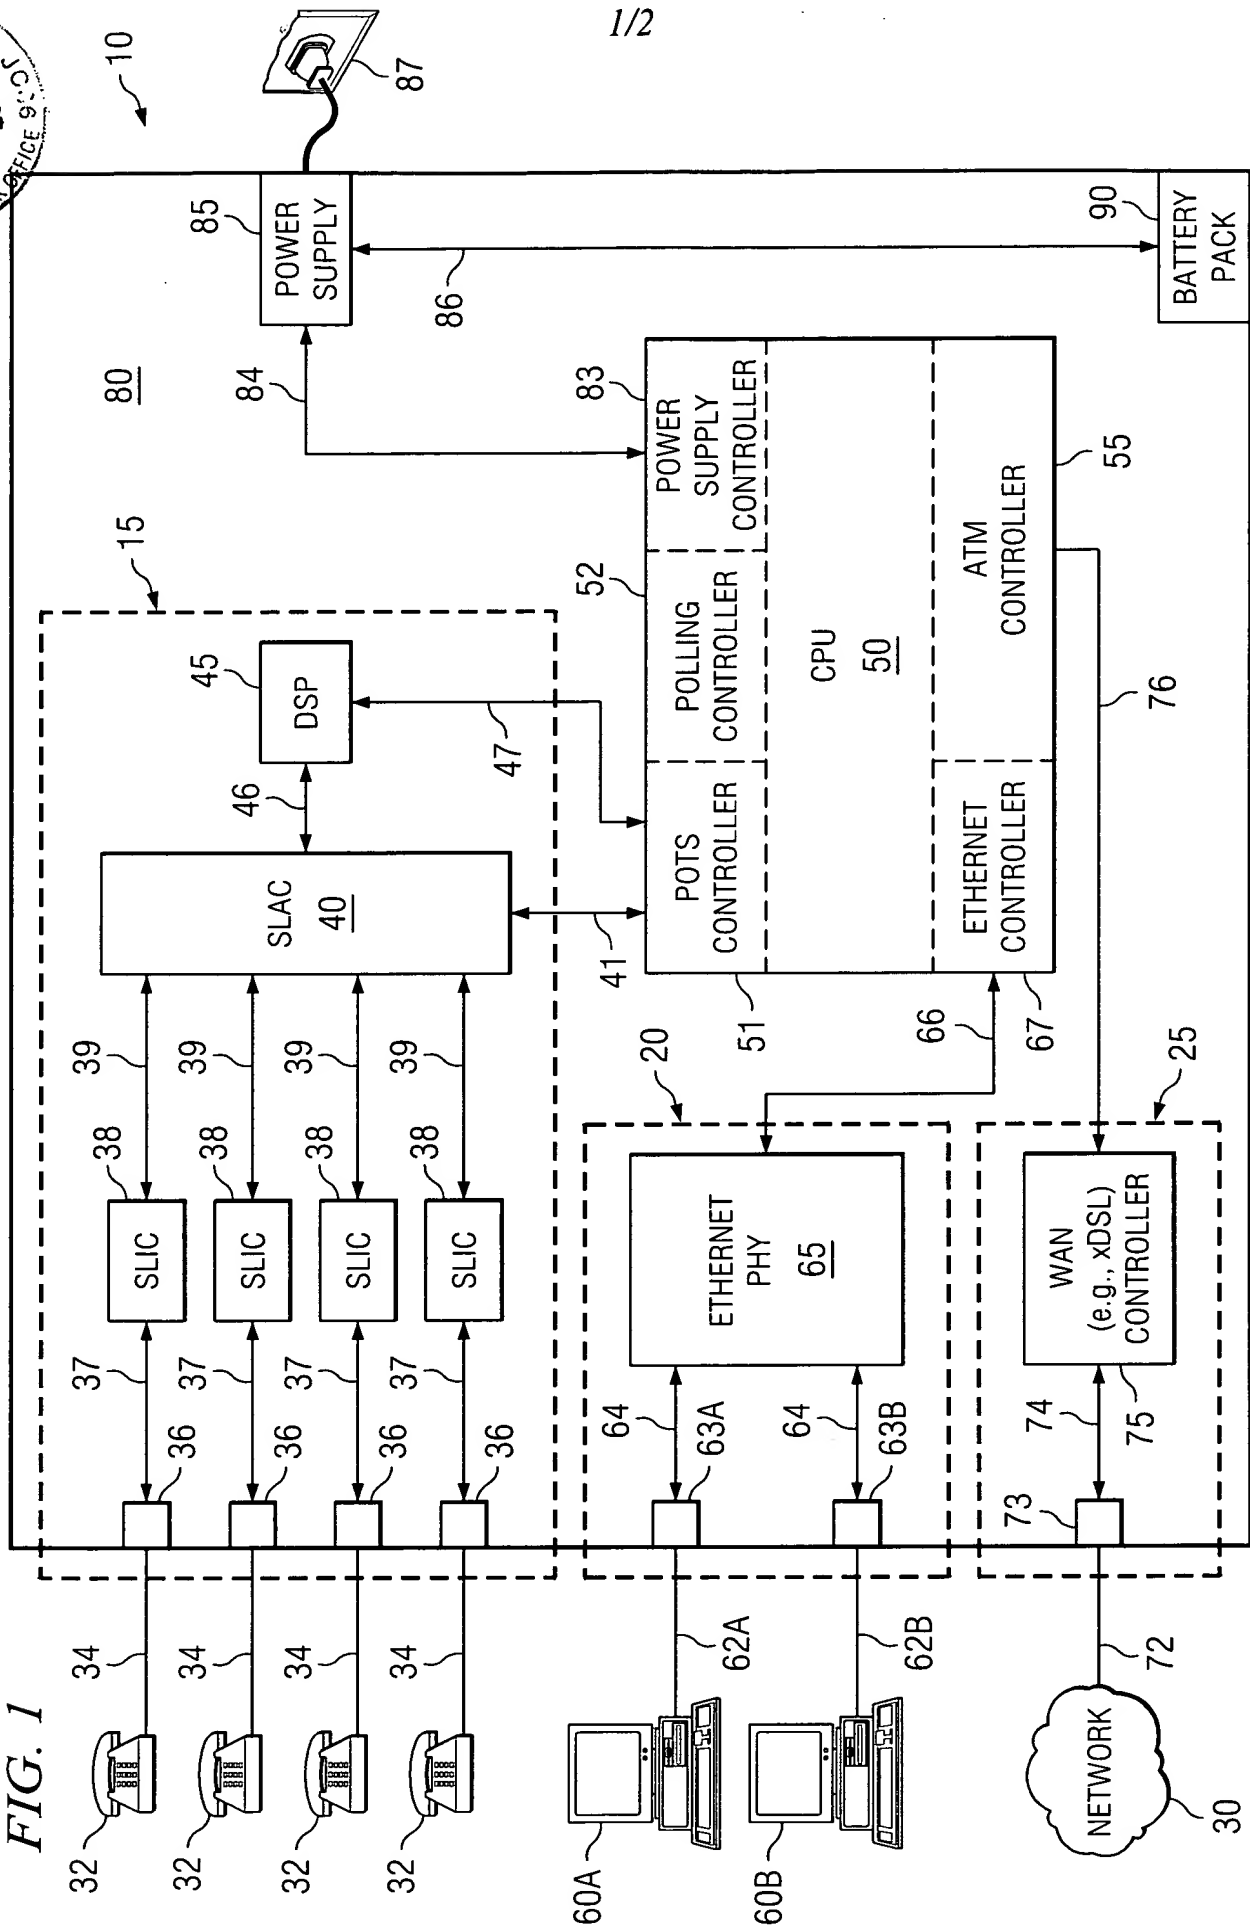 1/2
FIG. 1
10
87
85
POWER
SUPPLY
86
90
BATTERY
PACK
80
84
83
POWER
SUPPLY
CONTROLLER
15
45
DSP
46
47
52
POLLING
CONTROLLER
SLAC
40
41
POTS
CONTROLLER
51
CPU
50
ATM
CONTROLLER
55
ETHERNET
CONTROLLER
67
66
76
39
39
39
39
38
SLIC
38
SLIC
38
SLIC
38
SLIC
37
37
37
37
36
36
36
36
34
34
34
34
32
32
32
32
20
ETHERNET
PHY
65
64
64
63A
63B
62A
62B
60A
60B
25
WAN
(e.g., xDSL)
CONTROLLER
75
74
73
72
NETWORK
30